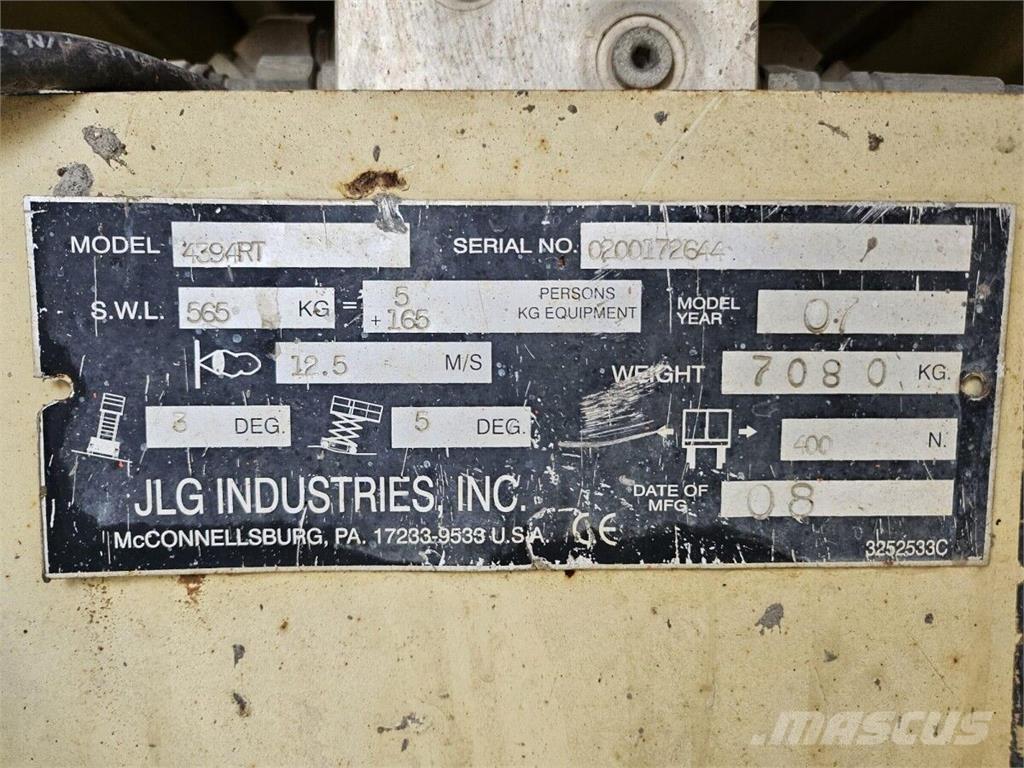 MODEL 4394RT SERIAL NO. 0200172644
S.W.L. 565 KG = 5 PERSONS
+ 165 KG EQUIPMENT
MODEL YEAR
12.5 M/S
WEIGHT 7080 KG.
3 DEG. 5 DEG. 400 N.
JLG INDUSTRIES, INC.
DATE OF MFG. 08
McCONNELLSBURG, PA. 17233-9533 U.S.A. CE
3252533C
MASCUS